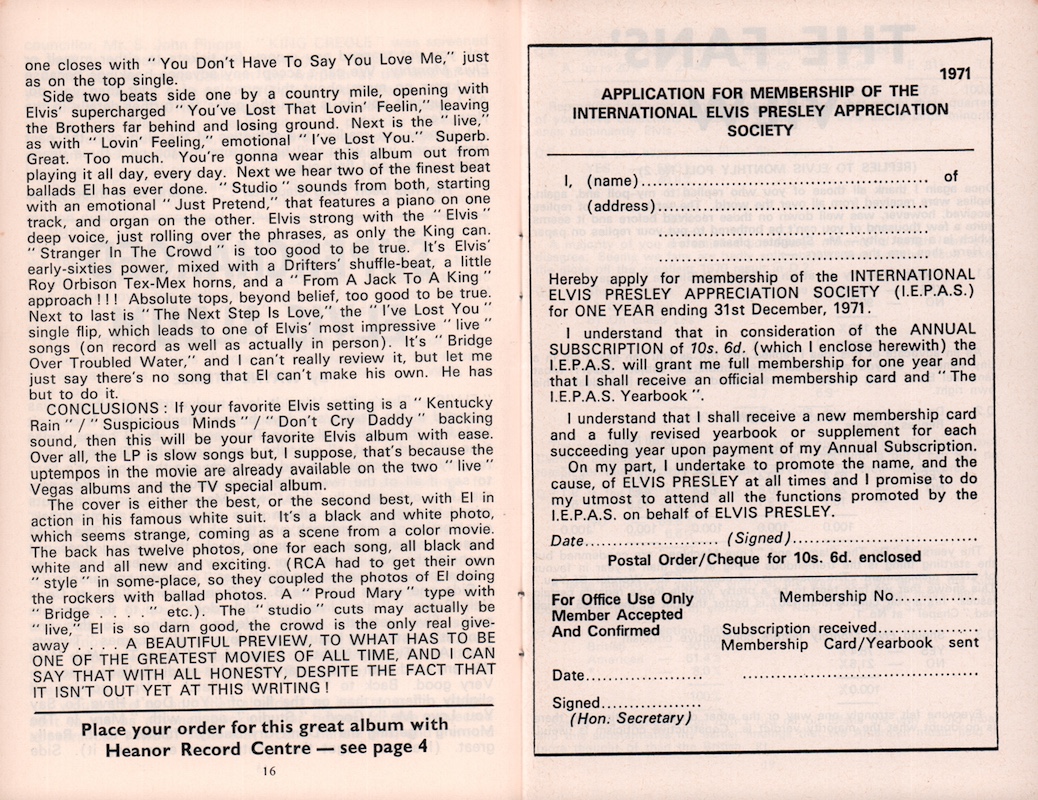 one closes with “ You Don’t Have To Say You Love Me,” just
as on the top single.
Side two beats side one by a country mile, opening with
Elvis’ supercharged “ You’ve Lost That Lovin’ Feelin,” leaving
the Brothers far behind and losing ground. Next is the “ live,”
as with “ Lovin’ Feeling,” emotional “ I’ve Lost You.” Superb.
Great. Too much. You’re gonna wear this album out from
playing it all day, every day. Next we hear two of the finest beat
ballads El has ever done. “ Studio ” sounds from both, starting
with an emotional “ Just Pretend,” that features a piano on one
track, and organ on the other. Elvis strong with the “ Elvis ”
deep voice, just rolling over the phrases, as only the King can.
“ Stranger In The Crowd ” is too good to be true. It’s Elvis’
early-sixties power, mixed with a Drifters’ shuffle-beat, a little
Roy Orbison Tex-Mex horns, and a “ From A Jack To A King ”
approach ! ! ! Absolute tops, beyond belief, too good to be true.
Next to last is “ The Next Step Is Love,” the “ I’ve Lost You ”
single flip, which leads to one of Elvis’ most impressive “ live ”
songs (on record as well as actually in person). It’s “ Bridge
Over Troubled Water,” and I can’t really review it, but let me
just say there’s no song that El can’t make his own. He has
but to do it.
CONCLUSIONS : If your favorite Elvis setting is a “ Kentucky
Rain ” / “ Suspicious Minds ” / “ Don’t Cry Daddy ” backing
sound, then this will be your favorite Elvis album with ease.
Over all, the LP is slow songs but, I suppose, that’s because the
uptempos in the movie are already available on the two “ live ”
Vegas albums and the TV special album.
The cover is either the best, or the second best, with El in
action in his famous white suit. It’s a black and white photo,
which seems strange, coming as a scene from a color movie.
The back has twelve photos, one for each song, all black and
white and all new and exciting. (RCA had to get their own
“ style ” in some-place, so they coupled the photos of El doing
the rockers with ballad photos. A “ Proud Mary ” type with
“ Bridge . . . . ” etc.). The “ studio ” cuts may actually be
“ live,” El is so darn good, the crowd is the only real give-
away . . . . A BEAUTIFUL PREVIEW, TO WHAT HAS TO BE
ONE OF THE GREATEST MOVIES OF ALL TIME, AND I CAN
SAY THAT WITH ALL HONESTY, DESPITE THE FACT THAT
IT ISN’T OUT YET AT THIS WRITING !
Place your order for this great album with
Heanor Record Centre — see page 4
16
1971
APPLICATION FOR MEMBERSHIP OF THE
INTERNATIONAL ELVIS PRESLEY APPRECIATION
SOCIETY
I, (name)................................................ of
(address)................................................
................................................
................................................
Hereby apply for membership of the INTERNATIONAL
ELVIS PRESLEY APPRECIATION SOCIETY (I.E.P.A.S.)
for ONE YEAR ending 31st December, 1971.
I understand that in consideration of the ANNUAL
SUBSCRIPTION of 10s. 6d. (which I enclose herewith) the
I.E.P.A.S. will grant me full membership for one year and
that I shall receive an official membership card and “ The
I.E.P.A.S. Yearbook ”.
I understand that I shall receive a new membership card
and a fully revised yearbook or supplement for each
succeeding year upon payment of my Annual Subscription.
On my part, I undertake to promote the name, and the
cause, of ELVIS PRESLEY at all times and I promise to do
my utmost to attend all the functions promoted by the
I.E.P.A.S. on behalf of ELVIS PRESLEY.
Date...................... (Signed)...............................
Postal Order/Cheque for 10s. 6d. enclosed
For Office Use Only
Member Accepted
And Confirmed
Membership No..............
Subscription received.................
Membership Card/Yearbook sent
Date....................
.......................................
Signed...................
(Hon. Secretary)